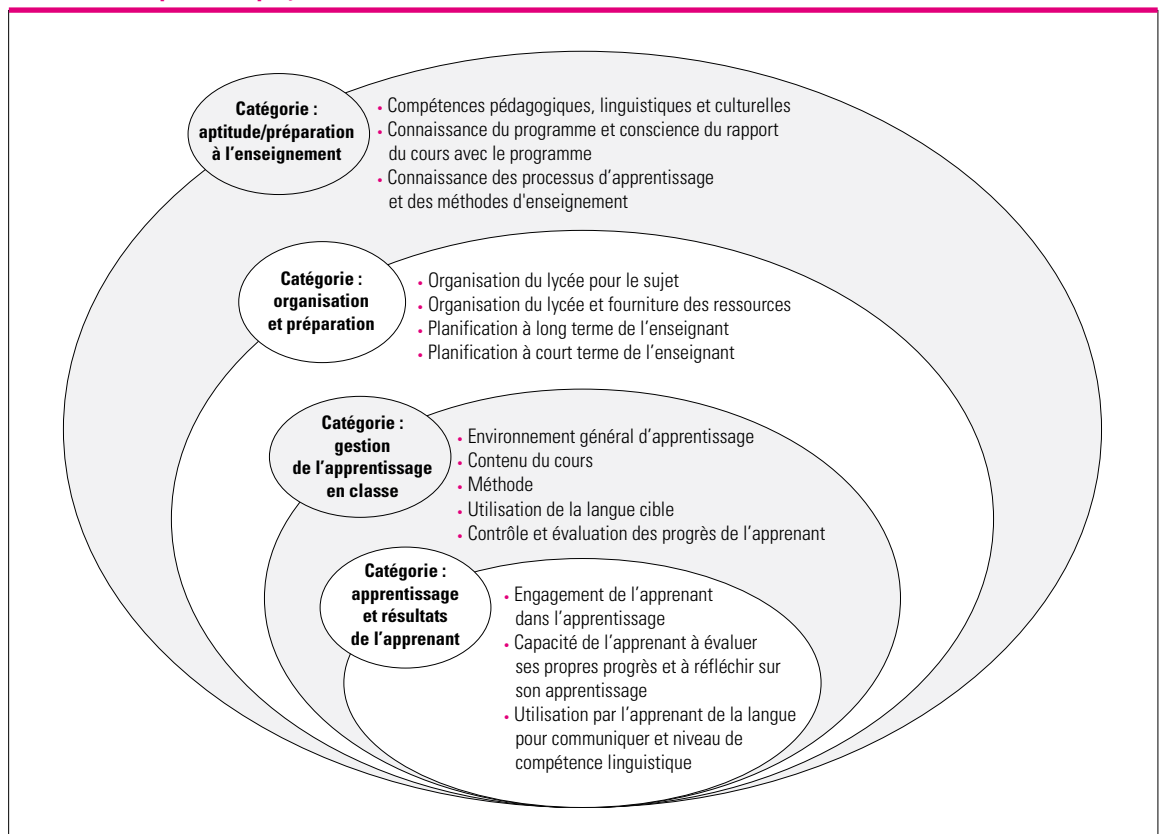 Catégorie :
aptitude/préparation
à l'enseignement
• Compétences pédagogiques, linguistiques et culturelles
• Connaissance du programme et conscience du rapport
du cours avec le programme
• Connaissance des processus d'apprentissage
et des méthodes d'enseignement
Catégorie :
organisation
et préparation
• Organisation du lycée pour le sujet
• Organisation du lycée et fourniture des ressources
• Planification à long terme de l'enseignant
• Planification à court terme de l'enseignant
Catégorie :
gestion
de l'apprentissage
en classe
• Environnement général d'apprentissage
• Contenu du cours
• Méthode
• Utilisation de la langue cible
• Contrôle et évaluation des progrès de l'apprenant
Catégorie :
apprentissage
et résultats
de l'apprenant
• Engagement de l'apprenant
dans l'apprentissage
• Capacité de l'apprenant à évaluer
ses propres progrès et à réfléchir sur
son apprentissage
• Utilisation par l'apprenant de la langue
pour communiquer et niveau de
compétence linguistique